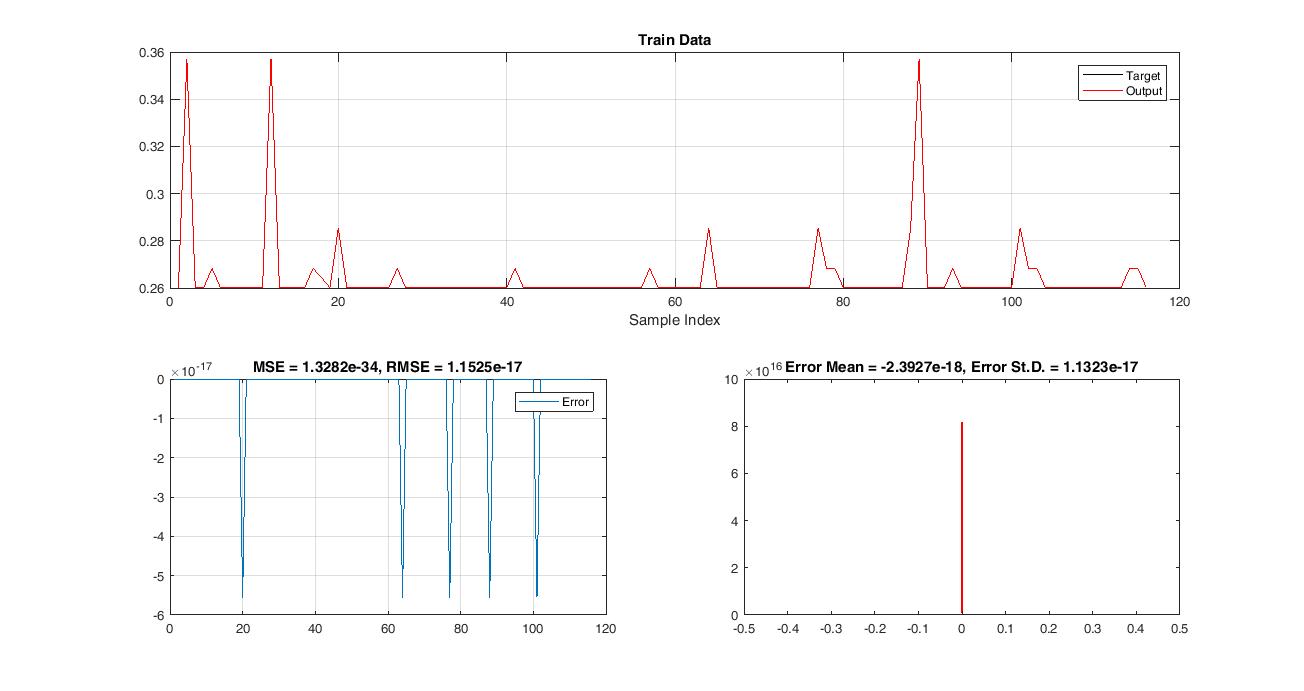 Train Data
0.36
0.34
0.32
0.3
0.28
0.26
Target
Output
0 20 40 60 80 100 120
Sample Index
×10-17
MSE = 1.3282e-34, RMSE = 1.1525e-17
0
-1
-2
-3
-4
-5
-6
Error
0 20 40 60 80 100 120
×10 16 Error Mean = -2.3927e-18, Error St.D. = 1.1323e-17
10
8
6
4
2
0
-0.5 -0.4 -0.3 -0.2 -0.1 0 0.1 0.2 0.3 0.4 0.5